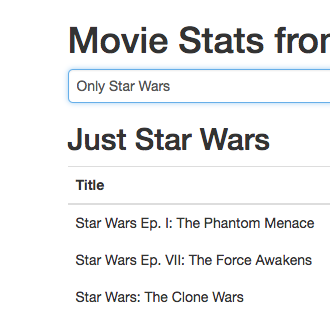 Movie Stats from
Only Star Wars
Just Star Wars
Title
Star Wars Ep. I: The Phantom Menace
Star Wars Ep. VII: The Force Awakens
Star Wars: The Clone Wars